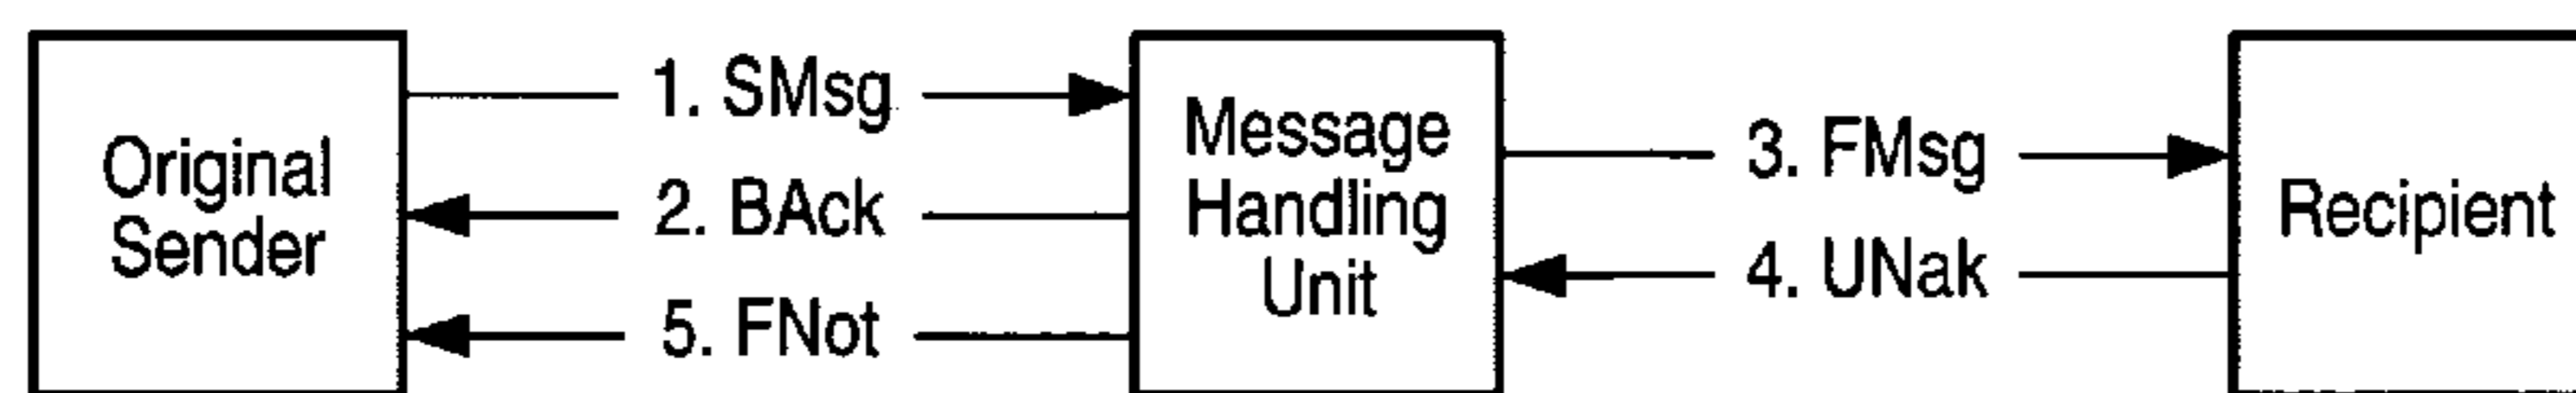 Original
Sender
1. SMsg
2. BAck
5. FNot
Message
Handling
Unit
3. FMsg
4. UNak
Recipient